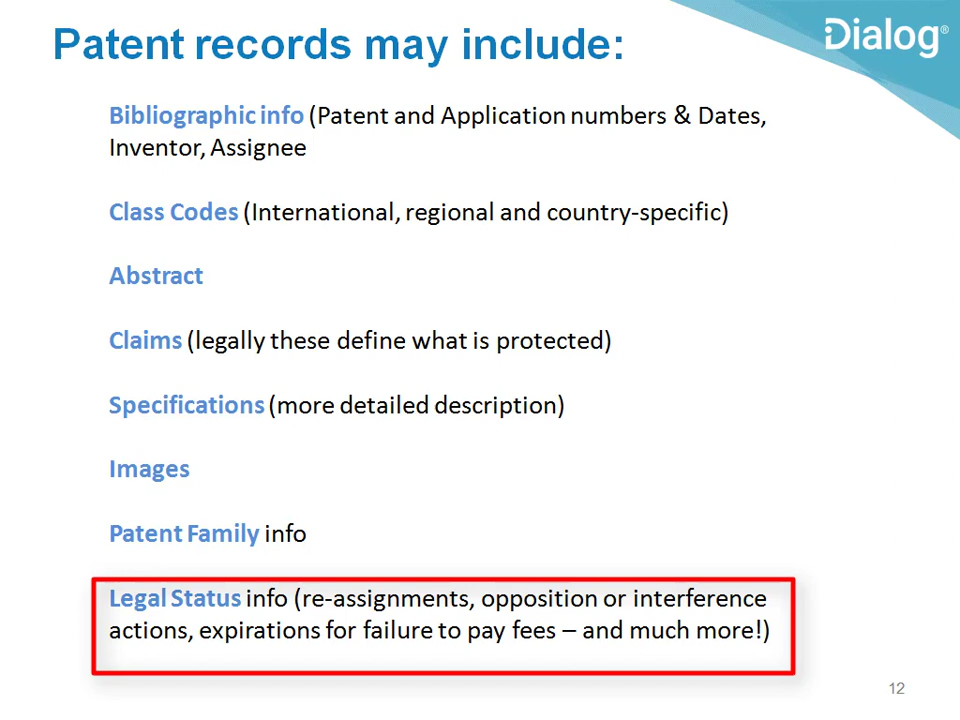 Patent records may include:
Dialog®
Bibliographic info (Patent and Application numbers & Dates,
Inventor, Assignee
Class Codes (International, regional and country-specific)
Abstract
Claims (legally these define what is protected)
Specifications (more detailed description)
Images
Patent Family info
Legal Status info (re-assignments, opposition or interference
actions, expirations for failure to pay fees – and much more!)
12